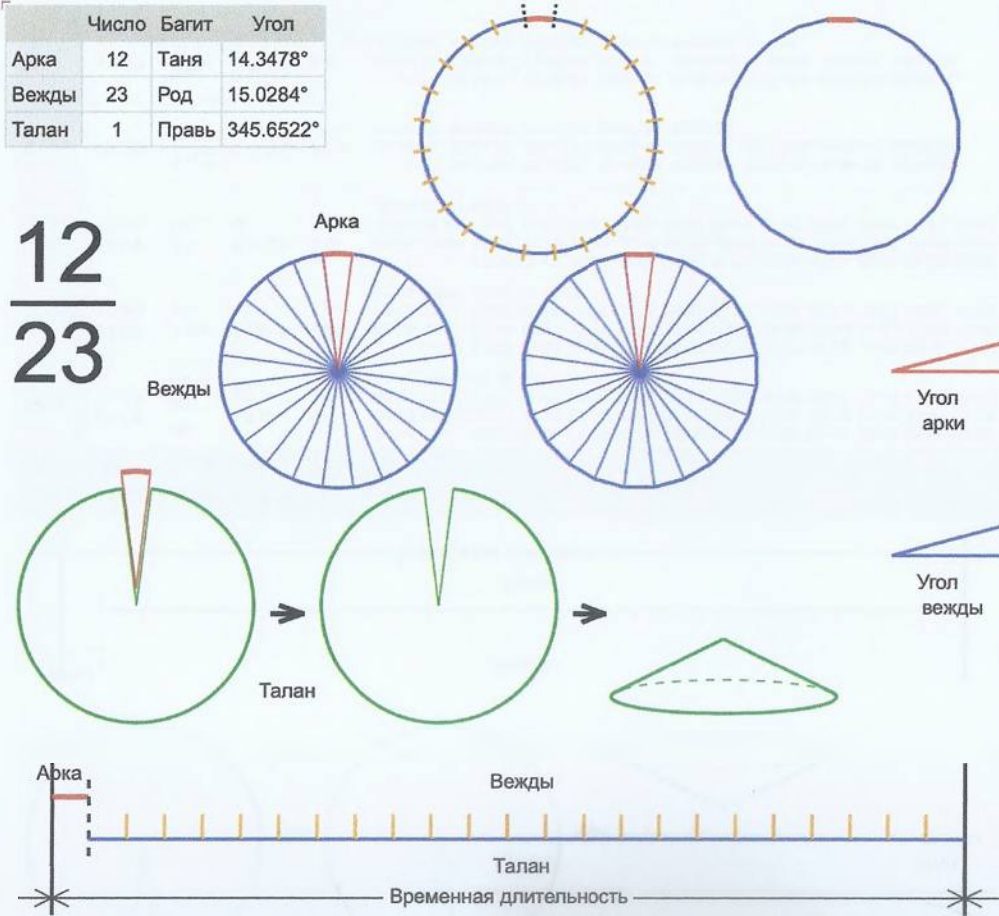 Число Багит Угол
Арка 12 Таня 14.3478°
Вежды 23 Род 15.0284°
Талан 1 Правь 345.6522°
12
23
Арка
Вежды
Угол
арки
Угол
вежды
Талан
Арка
Вежды
Талан
Временная длительность